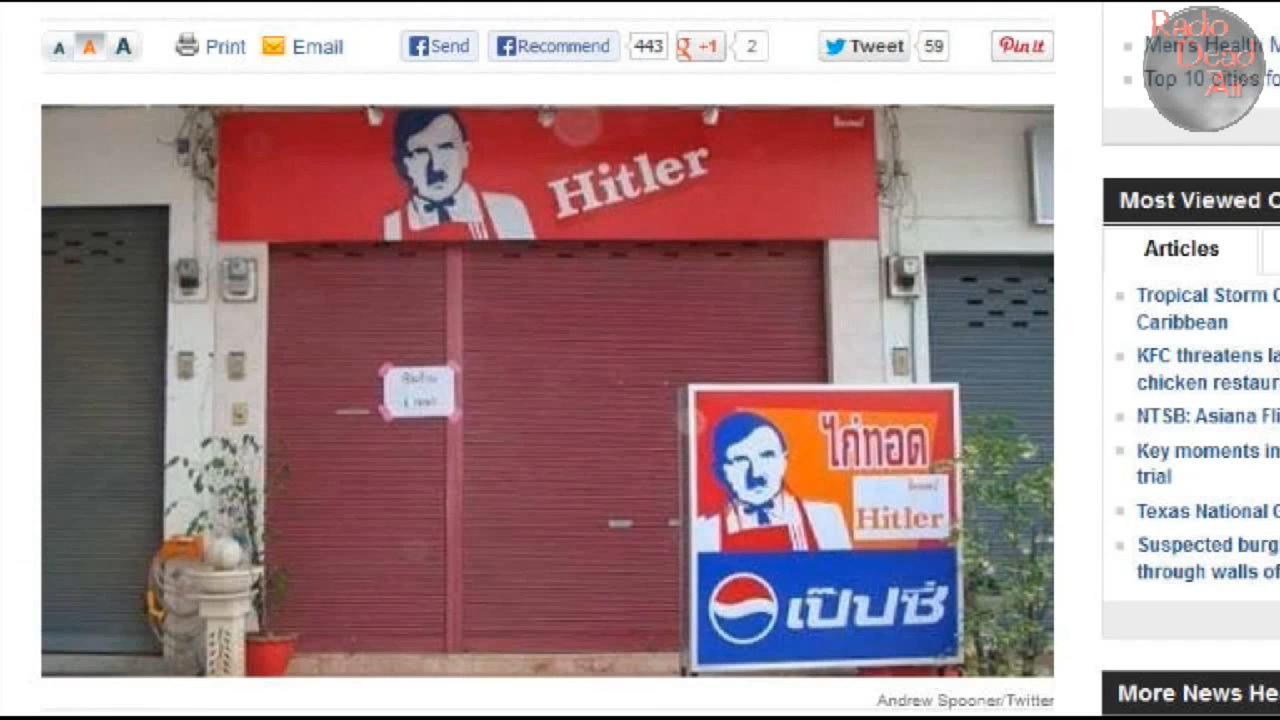 A A A
Print
Email
Send
Recommend
443
+1
2
Tweet
59
Pin it
Men's Health M
Top 10 cities fo
Radio
Dead
Air
Hitler
ไก่ทอด
Hitler
เป๊ปซี่
Andrew Spooner/Twitter
Most Viewed C
Articles
Tropical Storm C
Caribbean
KFC threatens la
chicken restaur
NTSB: Asiana Fli
Key moments in
trial
Texas National G
Suspected burg
through walls of
More News He